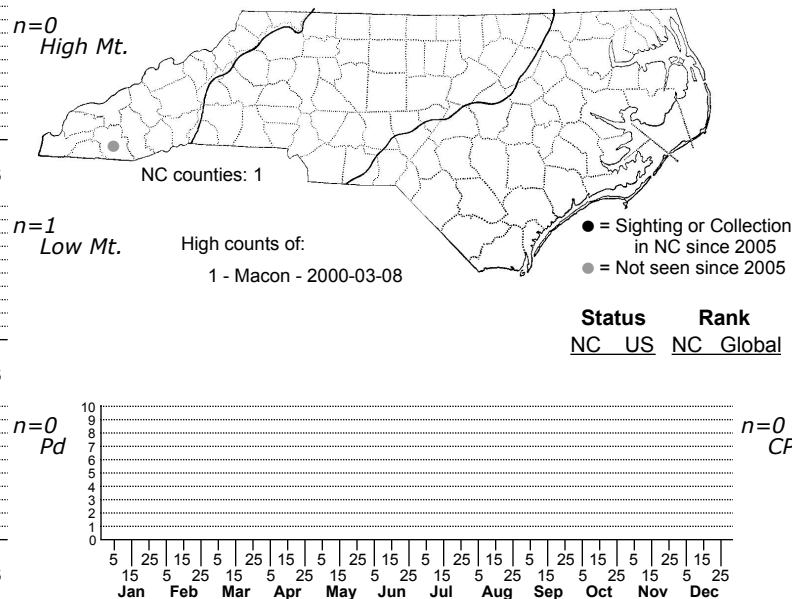 n=0
High Mt.
NC counties: 1
n=1
Low Mt.
High counts of:
1 - Macon - 2000-03-08
● = Sighting or Collection
in NC since 2005
● = Not seen since 2005
Status Rank
NC US NC Global
n=0
Pd
n=0
CP
10
9
8
7
6
5
4
3
2
1
0
5 25 15 5 25 15 5 25 15 5 25 15 5 25 15 5 25 15
15 5 25 15 5 25 15 5 25 15 5 25 15 5 25 15 5 25
Jan Feb Mar Apr May Jun Jul Aug Sep Oct Nov Dec